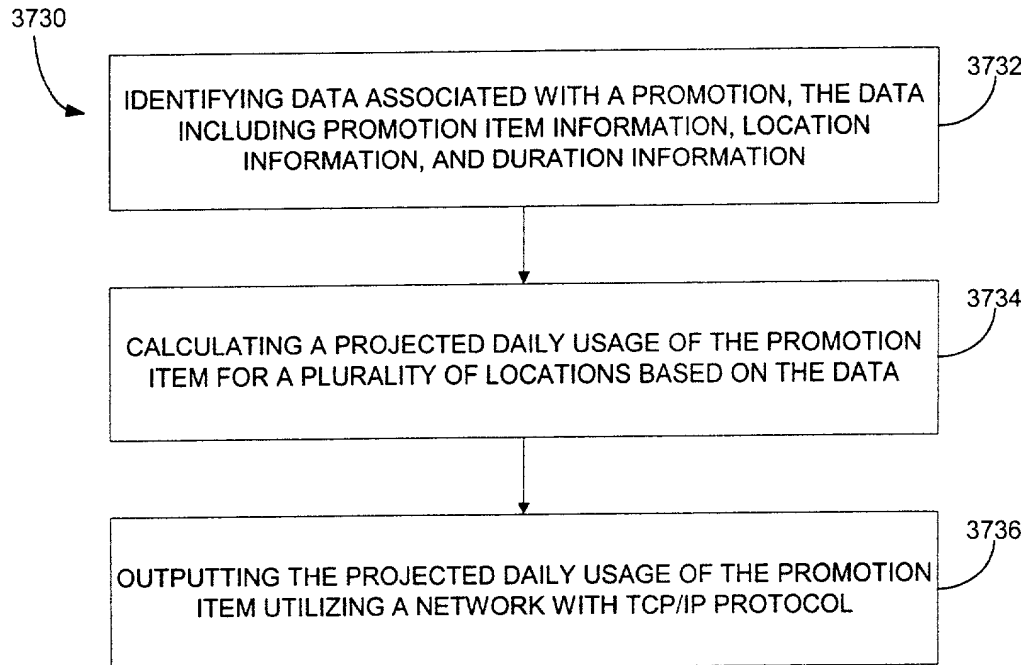 3730
3732
IDENTIFYING DATA ASSOCIATED WITH A PROMOTION, THE DATA
INCLUDING PROMOTION ITEM INFORMATION, LOCATION
INFORMATION, AND DURATION INFORMATION
3734
CALCULATING A PROJECTED DAILY USAGE OF THE PROMOTION
ITEM FOR A PLURALITY OF LOCATIONS BASED ON THE DATA
3736
OUTPUTTING THE PROJECTED DAILY USAGE OF THE PROMOTION
ITEM UTILIZING A NETWORK WITH TCP/IP PROTOCOL